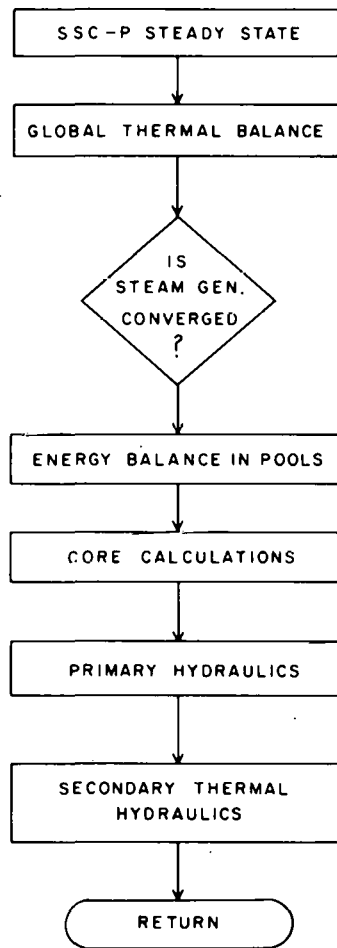 SSC-P STEADY STATE
GLOBAL THERMAL BALANCE
IS
STEAM GEN.
CONVERGED
?
ENERGY BALANCE IN POOLS
CORE CALCULATIONS
PRIMARY HYDRAULICS
SECONDARY THERMAL
HYDRAULICS
RETURN